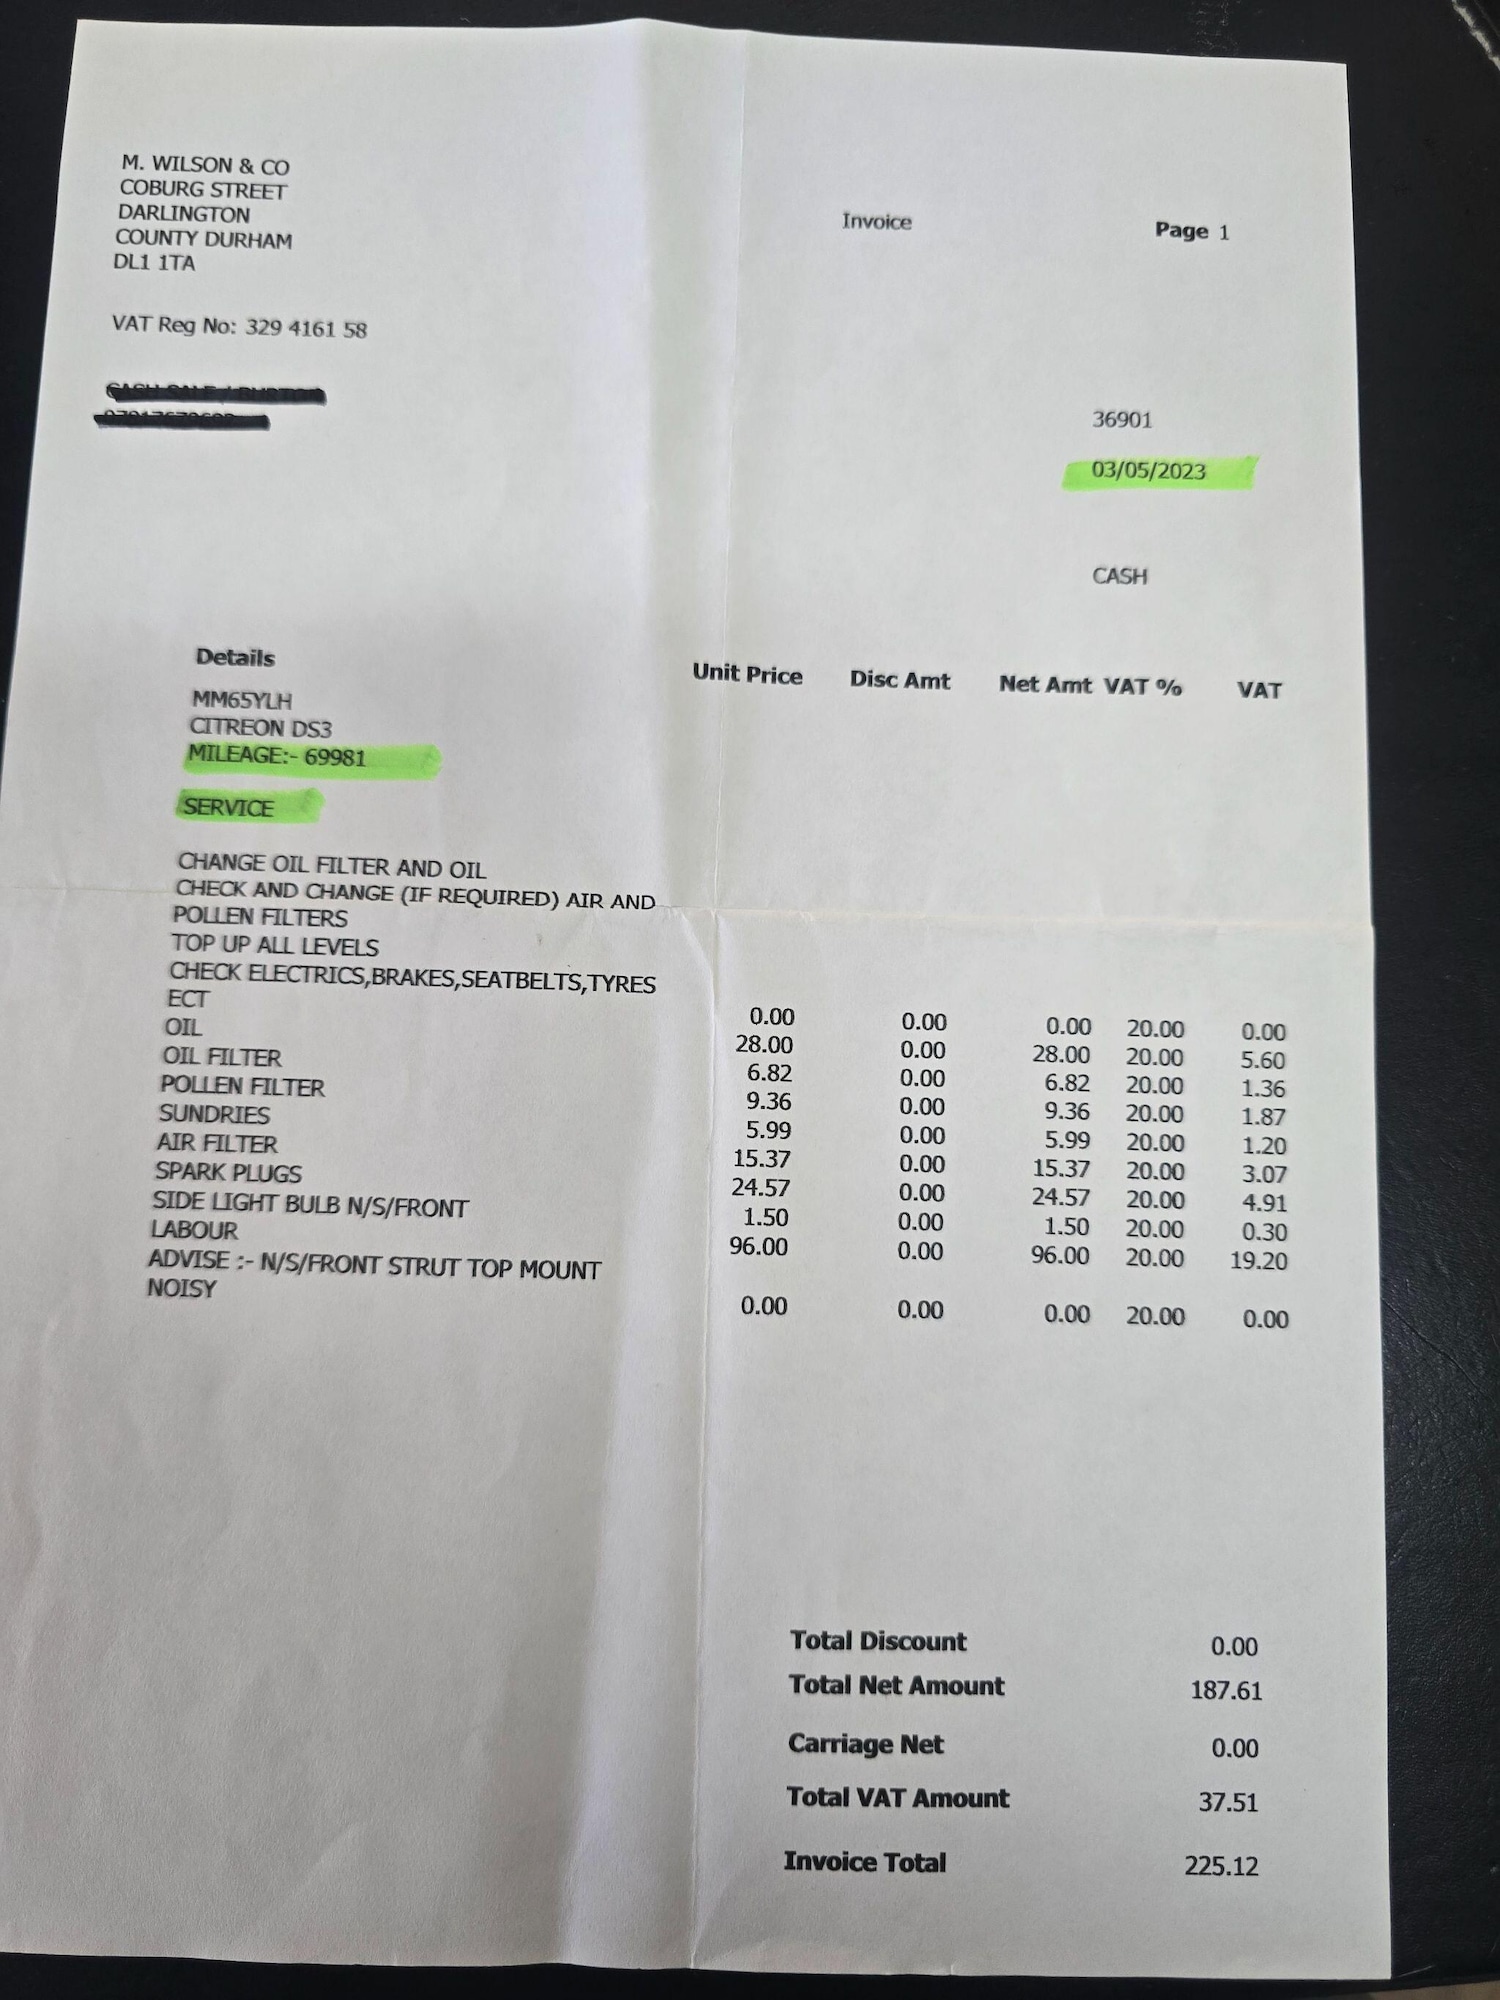 M. WILSON & CO
COBURG STREET
DARLINGTON
COUNTY DURHAM
DL1 1TA
Invoice
Page 1
VAT Reg No: 329 4161 58
36901
03/05/2023
CASH
Details Unit Price Disc Amt Net Amt VAT % VAT
MM65YLH
CITREON DS3
MILEAGE:- 69981
SERVICE
CHANGE OIL FILTER AND OIL
CHECK AND CHANGE (IF REQUIRED) AIR AND
POLLEN FILTERS
TOP UP ALL LEVELS
CHECK ELECTRICS,BRAKES,SEATBELTS,TYRES
ECT 0.00 0.00 0.00 20.00 0.00
OIL 28.00 0.00 28.00 20.00 5.60
OIL FILTER 6.82 0.00 6.82 20.00 1.36
POLLEN FILTER 9.36 0.00 9.36 20.00 1.87
SUNDRIES 5.99 0.00 5.99 20.00 1.20
AIR FILTER 15.37 0.00 15.37 20.00 3.07
SPARK PLUGS 24.57 0.00 24.57 20.00 4.91
SIDE LIGHT BULB N/S/FRONT 1.50 0.00 1.50 20.00 0.30
LABOUR 96.00 0.00 96.00 20.00 19.20
ADVISE :- N/S/FRONT STRUT TOP MOUNT
NOISY 0.00 0.00 0.00 20.00 0.00
Total Discount 0.00
Total Net Amount 187.61
Carriage Net 0.00
Total VAT Amount 37.51
Invoice Total 225.12